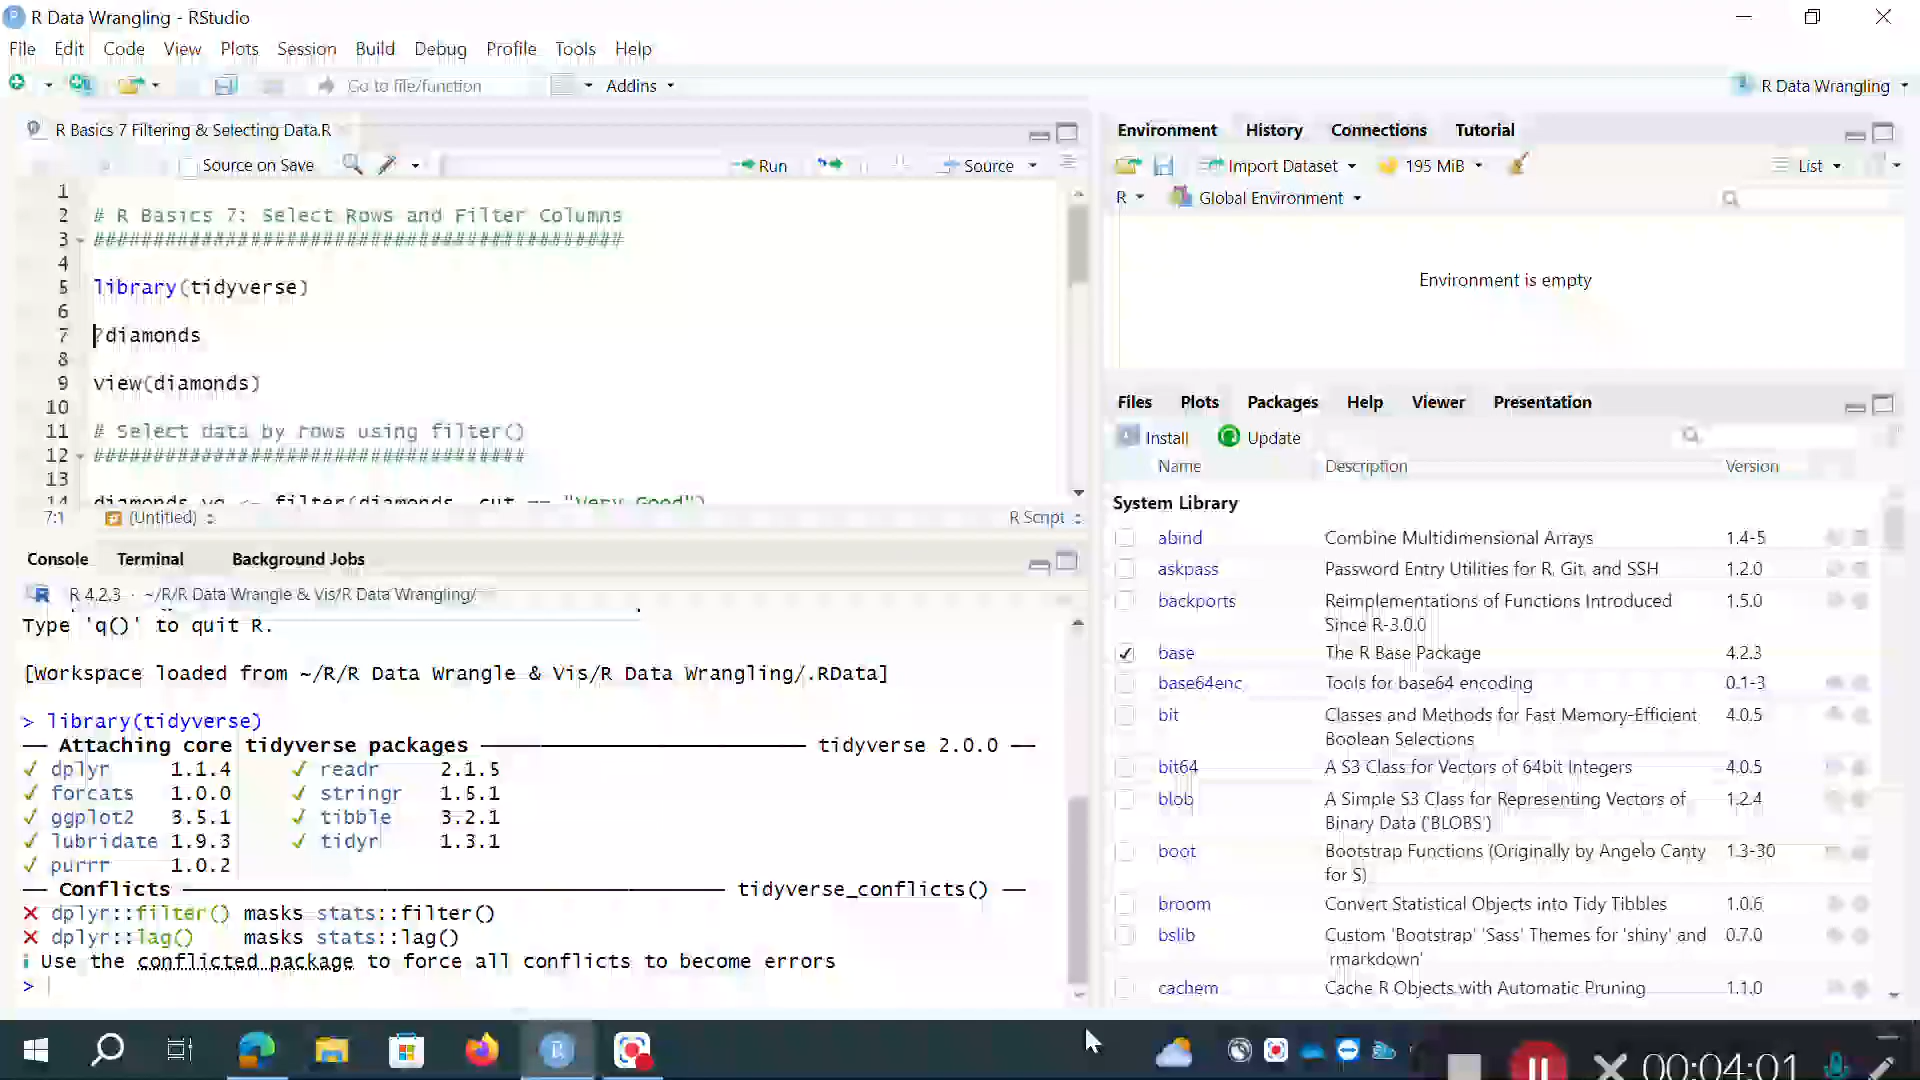 R Data Wrangling - RStudio
File Edit Code View Plots Session Build Debug Profile Tools Help
Go to file/function Addins R Data Wrangling
R Basics 7 Filtering & Selecting Data.R
Source on Save Run Source
1
2 # R Basics 7: Select Rows and Filter Columns
3 #############################################
4
5 library(tidyverse)
6
7 ?diamonds
8
9 view(diamonds)
10
11 # Select data by rows using filter()
12 ####################################
13
14 diamonds_vg <- filter(diamonds, cut == "Very Good")
7:1 (Untitled) R Script
Console Terminal Background Jobs
R 4.2.3 · ~/R/R Data Wrangle & Vis/R Data Wrangling/
Type 'q()' to quit R.
[Workspace loaded from ~/R/R Data Wrangle & Vis/R Data Wrangling/.RData]
> library(tidyverse)
── Attaching core tidyverse packages ── tidyverse 2.0.0 ──
✓ dplyr 1.1.4 ✓ readr 2.1.5
✓ forcats 1.0.0 ✓ stringr 1.5.1
✓ ggplot2 3.5.1 ✓ tibble 3.2.1
✓ lubridate 1.9.3 ✓ tidyr 1.3.1
✓ purrr 1.0.2
── Conflicts ── tidyverse_conflicts() ──
✕ dplyr::filter() masks stats::filter()
✕ dplyr::lag() masks stats::lag()
i Use the conflicted package to force all conflicts to become errors
>
Environment History Connections Tutorial
Import Dataset 195 MiB List
R Global Environment
Environment is empty
Files Plots Packages Help Viewer Presentation
Install Update
Name Description Version
System Library
abind Combine Multidimensional Arrays 1.4-5
askpass Password Entry Utilities for R, Git, and SSH 1.2.0
backports Reimplementations of Functions Introduced 1.5.0
Since R-3.0.0
base The R Base Package 4.2.3
base64enc Tools for base64 encoding 0.1-3
bit Classes and Methods for Fast Memory-Efficient 4.0.5
Boolean Selections
bit64 A S3 Class for Vectors of 64bit Integers 4.0.5
blob A Simple S3 Class for Representing Vectors of 1.2.4
Binary Data ('BLOBS')
boot Bootstrap Functions (Originally by Angelo Canty 1.3-30
for S)
broom Convert Statistical Objects into Tidy Tibbles 1.0.6
bslib Custom 'Bootstrap' 'Sass' Themes for 'shiny' and 0.7.0
'rmarkdown'
cachem Cache R Objects with Automatic Pruning 1.1.0
00:04:01